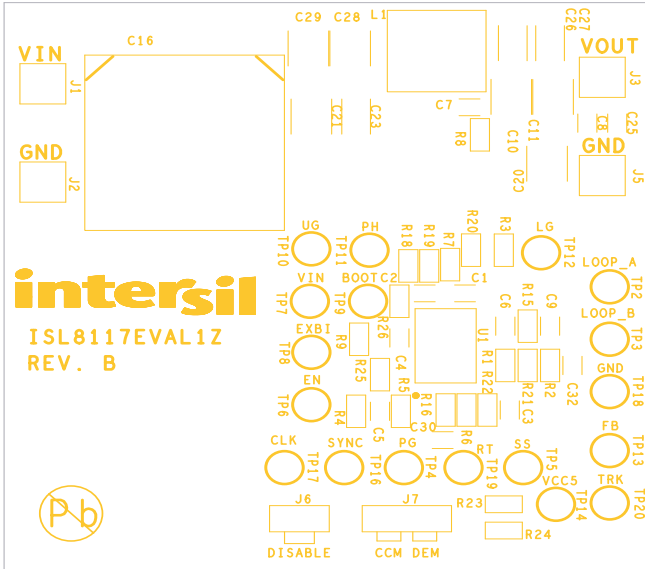 C29 C28 L1 C26 C27
C16
VIN
J1
VOUT
J3
C7
R8
C21 C23
C10 C11
C20
C8 C25
GND
J2
GND
J5
UG
TP10
PH
TP11
R18 R19 R7 R20 R3
LG
TP12
LOOP_A
TP2
VIN
TP7
BOOT
TP9
C2
C1
intersil
ISL8117EVAL1Z
REV. B
EXBI
TP8
R9
R26
C4
U1
C6 R15 C9
LOOP_B
TP3
R1
R22
R21
R2
C32
GND
TP18
EN
TP6
R25
R5
R4
C5
R16
C30
R6
C3
FB
TP13
CLK
TP17
SYNC
TP16
PG
TP4
RT
TP19
SS
TP5
VCC5
TP14
TRK
TP20
Pb
J6
DISABLE
J7
CCM DEM
R23
R24